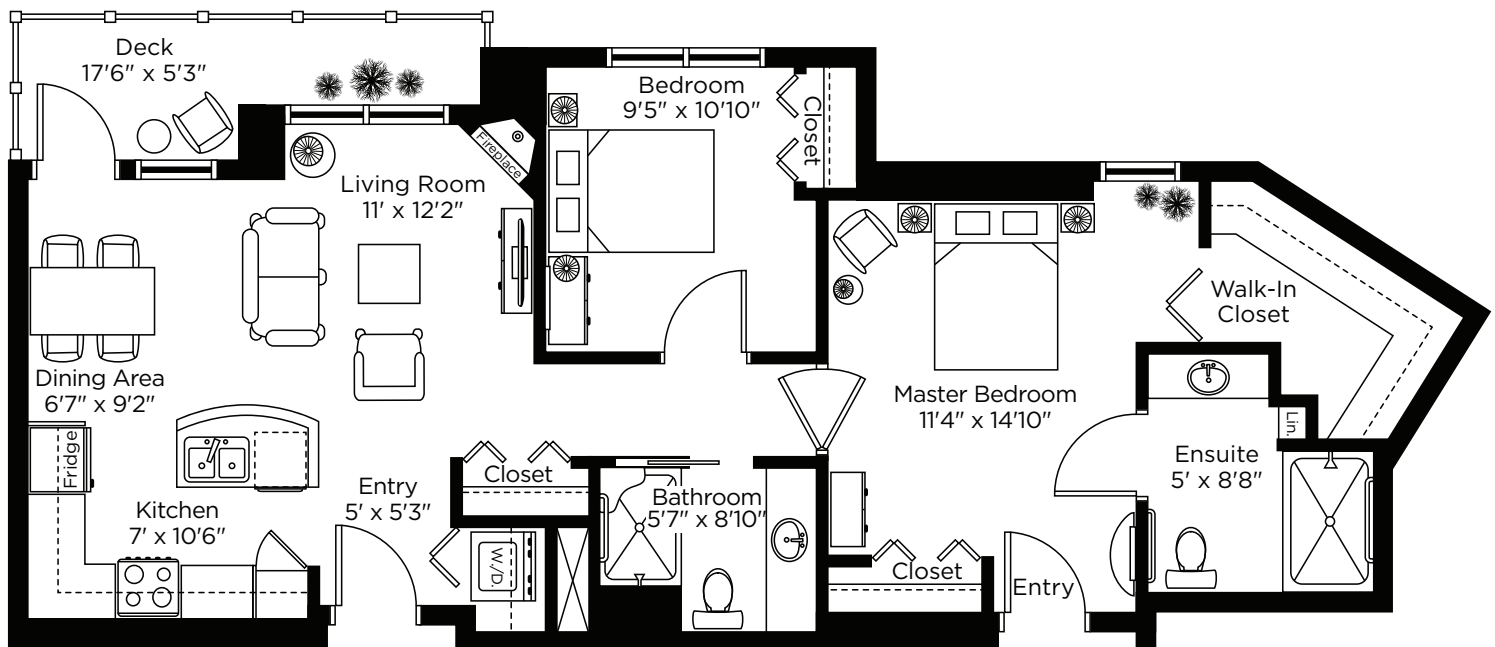 Deck
17'6" x 5'3"
Bedroom
9'5" x 10'10"
Closet
Fireplace
Living Room
11' x 12'2"
Walk-In
Closet
Dining Area
6'7" x 9'2"
Master Bedroom
11'4" x 14'10"
Lin.
Fridge
Ensuite
5' x 8'8"
Closet
Entry
5' x 5'3"
Bathroom
5'7" x 8'10"
Kitchen
7' x 10'6"
W./D.
Closet
Entry